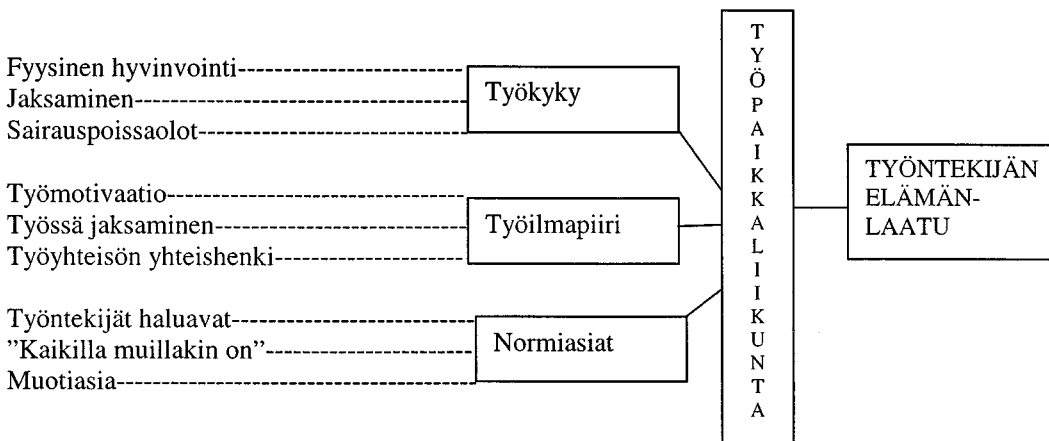 Fyysinen hyvinvointi
Jaksaminen
Sairauspoissaolot
Työkyky
Työmotivaatio
Työssä jaksaminen
Työyhteisön yhteishenki
Työilmapiiri
Työntekijät haluavat
”Kaikilla muillakin on”
Muotiasia
Normiasiat
TYÖPAIKKALIIKUNTA
TYÖNTEKIJÄN
ELÄMÄN-
LAATU